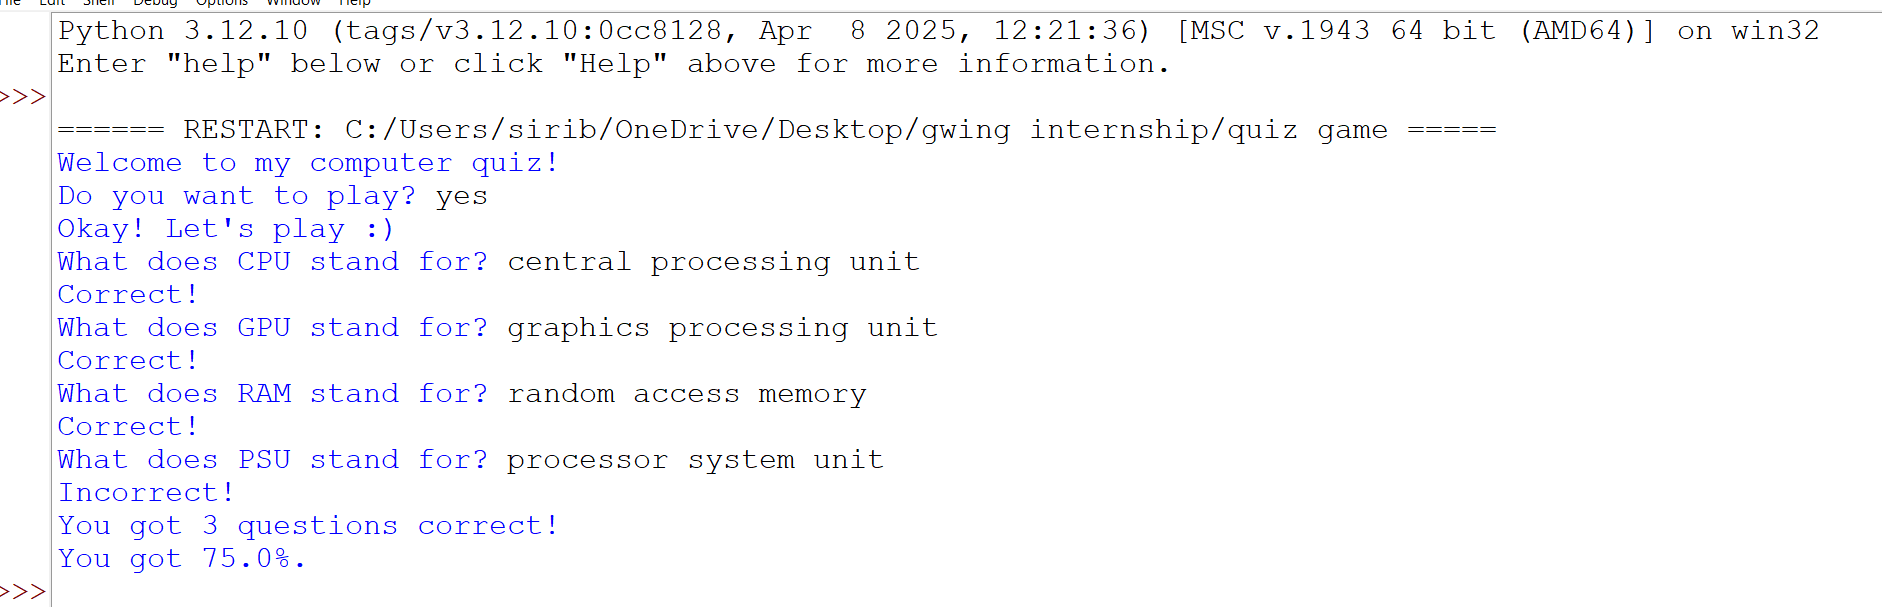 File Edit Shell Debug Options Window Help
Python 3.12.10 (tags/v3.12.10:0cc8128, Apr  8 2025, 12:21:36) [MSC v.1943 64 bit (AMD64)] on win32
Enter "help" below or click "Help" above for more information.
>>>
====== RESTART: C:/Users/sirib/OneDrive/Desktop/gwing internship/quiz game =====
Welcome to my computer quiz!
Do you want to play? yes
Okay! Let's play :)
What does CPU stand for? central processing unit
Correct!
What does GPU stand for? graphics processing unit
Correct!
What does RAM stand for? random access memory
Correct!
What does PSU stand for? processor system unit
Incorrect!
You got 3 questions correct!
You got 75.0%.
>>>